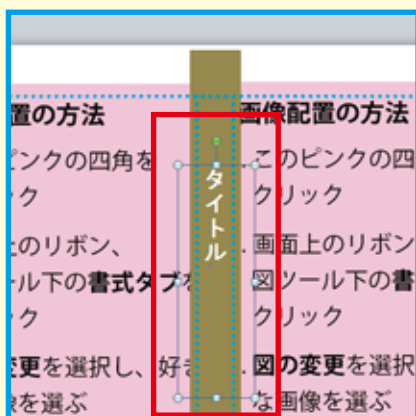 置の方法
ピンクの四角を
ク
上のリボン、
ール下の書式タブを
ク
変更を選択し、好き
像を選ぶ
タイトル
画像配置の方法
. このピンクの四
クリック
. 画面上のリボン
図ツール下の書
クリック
. 図の変更を選択
な画像を選ぶ